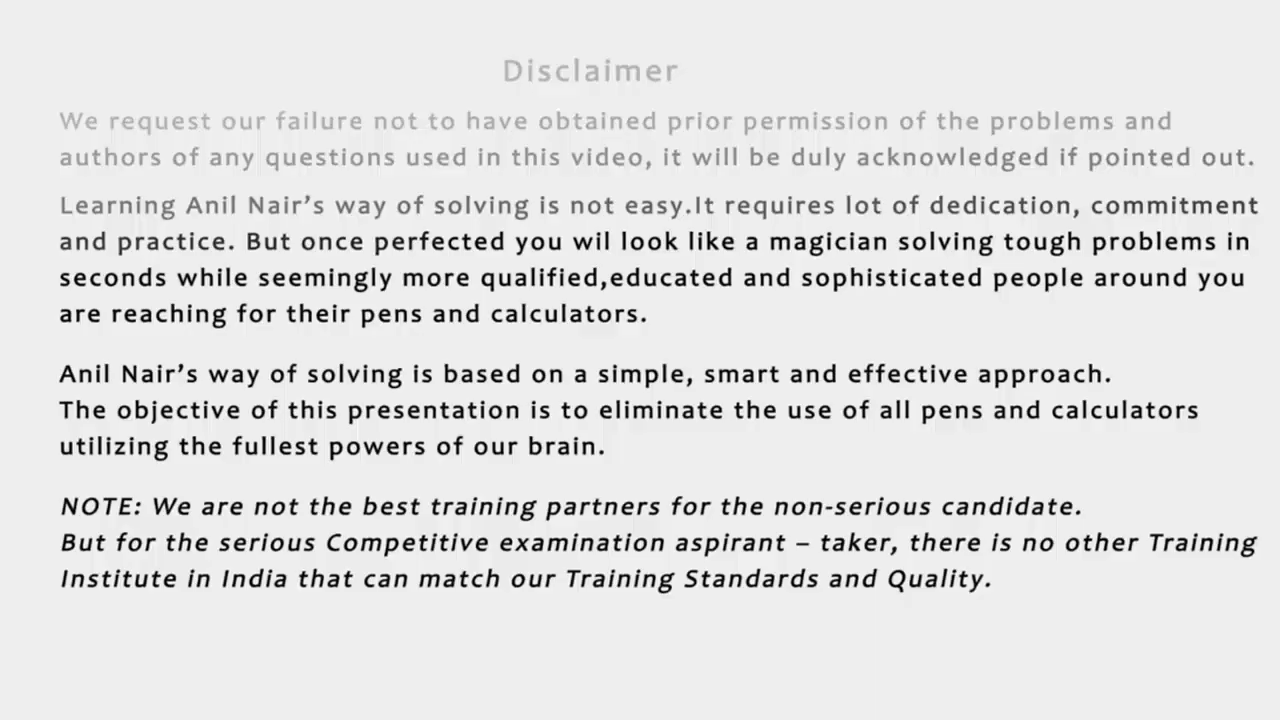 Disclaimer
We request our failure not to have obtained prior permission of the problems and
authors of any questions used in this video, it will be duly acknowledged if pointed out.
Learning Anil Nair’s way of solving is not easy.It requires lot of dedication, commitment
and practice. But once perfected you wil look like a magician solving tough problems in
seconds while seemingly more qualified,educated and sophisticated people around you
are reaching for their pens and calculators.
Anil Nair’s way of solving is based on a simple, smart and effective approach.
The objective of this presentation is to eliminate the use of all pens and calculators
utilizing the fullest powers of our brain.
NOTE: We are not the best training partners for the non-serious candidate.
But for the serious Competitive examination aspirant – taker, there is no other Training
Institute in India that can match our Training Standards and Quality.